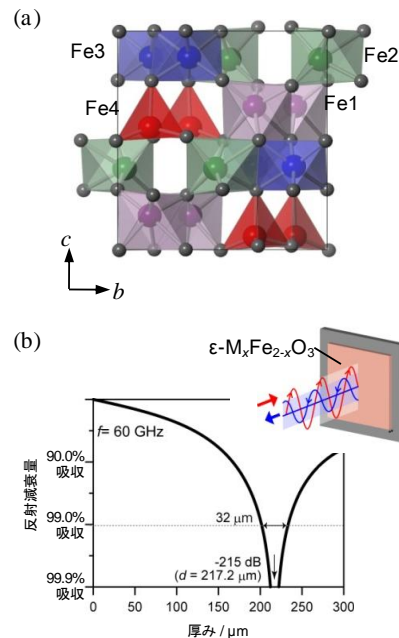 (a)
Fe3
Fe2
Fe4
Fe1
c
b
(b)
ε-MₓFe₂₋ₓO₃
f= 60 GHz
反射減衰量
90.0%
吸収
99.0%
吸収
99.9%
吸収
32 μm
-215 dB
(d = 217.2 μm)
0
50
100
150
200
250
300
厚み / μm